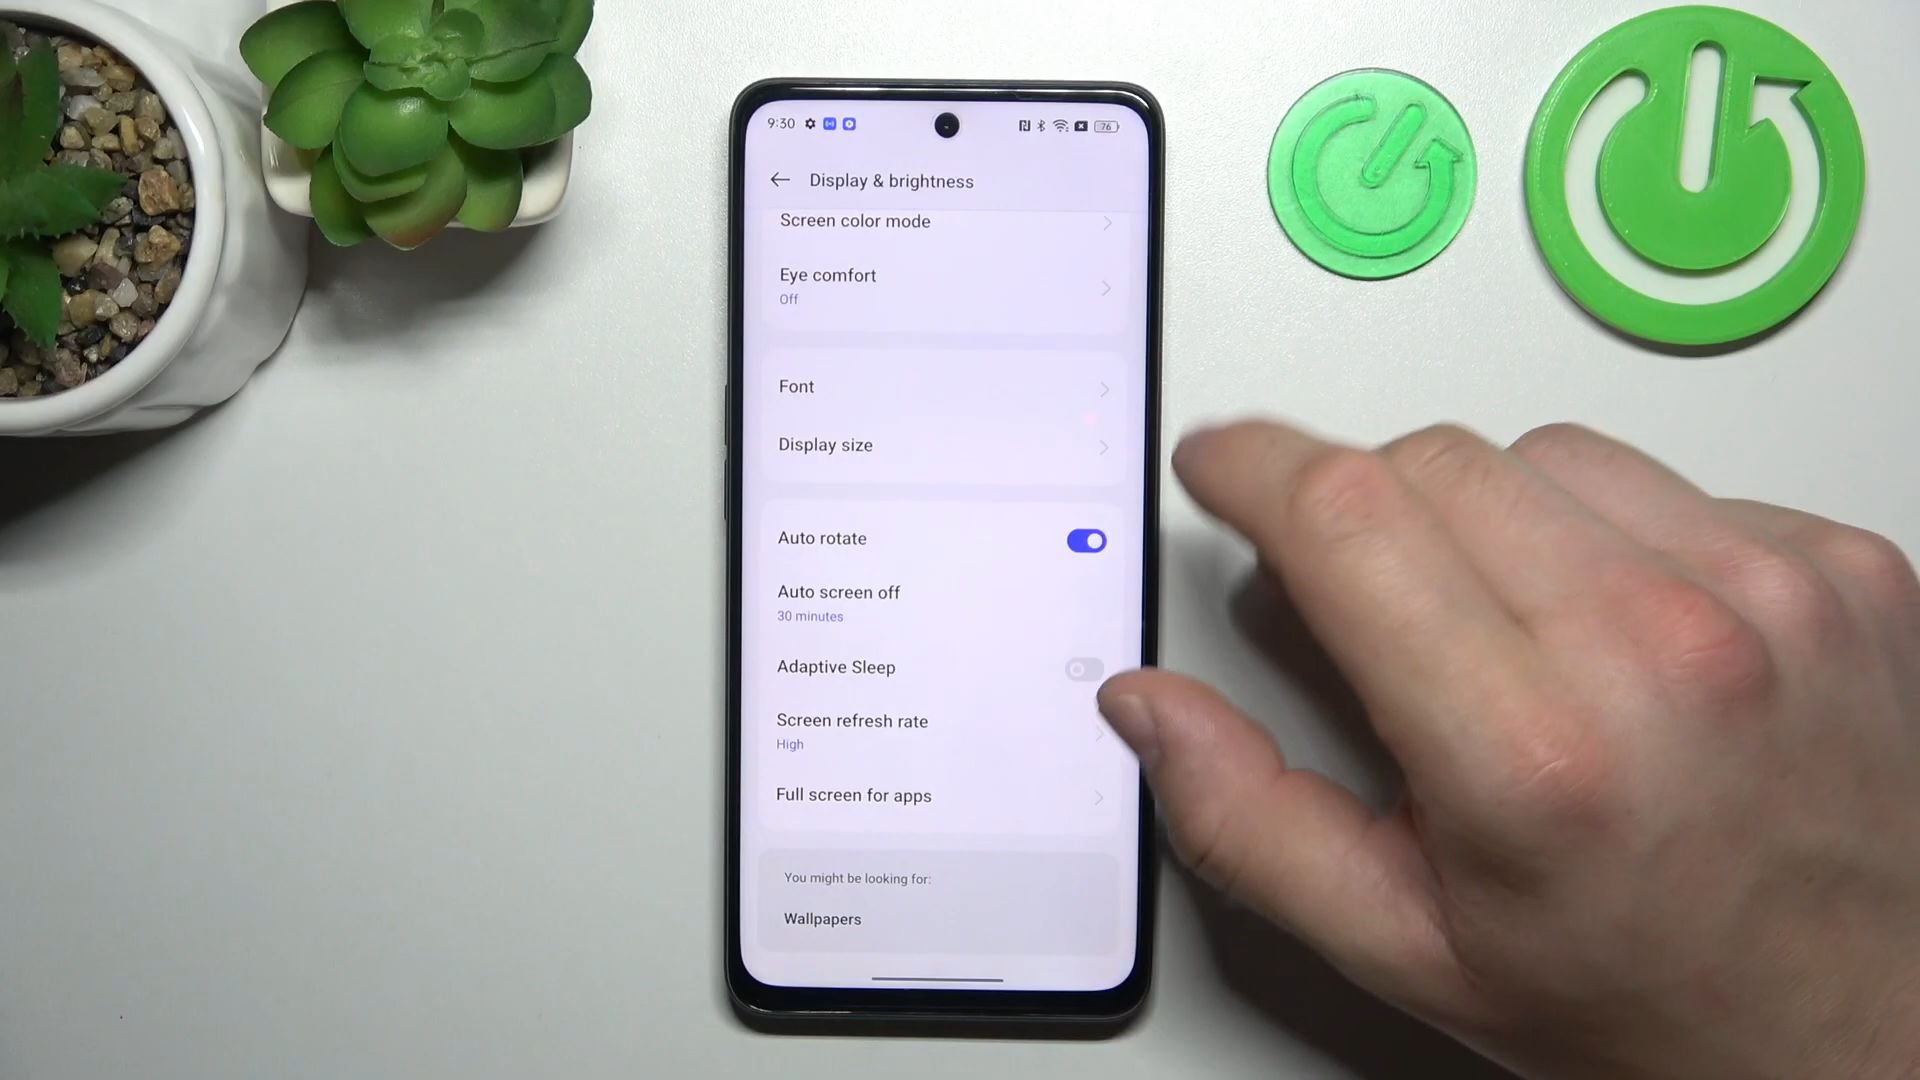 9:30
76
Display & brightness
Screen color mode
Eye comfort
Off
Font
Display size
Auto rotate
Auto screen off
30 minutes
Adaptive Sleep
Screen refresh rate
High
Full screen for apps
You might be looking for:
Wallpapers